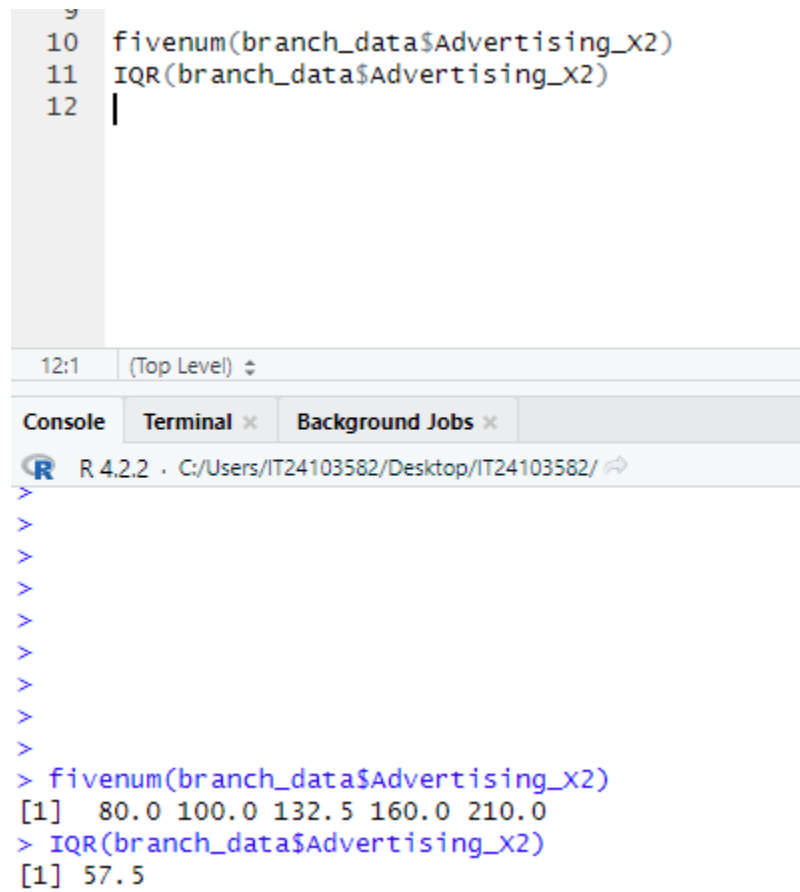 9
10 fivenum(branch_data$Advertising_X2)
11 IQR(branch_data$Advertising_X2)
12
12:1 (Top Level)
Console Terminal × Background Jobs ×
R R 4.2.2 · C:/Users/IT24103582/Desktop/IT24103582/
>
>
>
>
>
>
>
>
>
> fivenum(branch_data$Advertising_X2)
[1]  80.0 100.0 132.5 160.0 210.0
> IQR(branch_data$Advertising_X2)
[1] 57.5